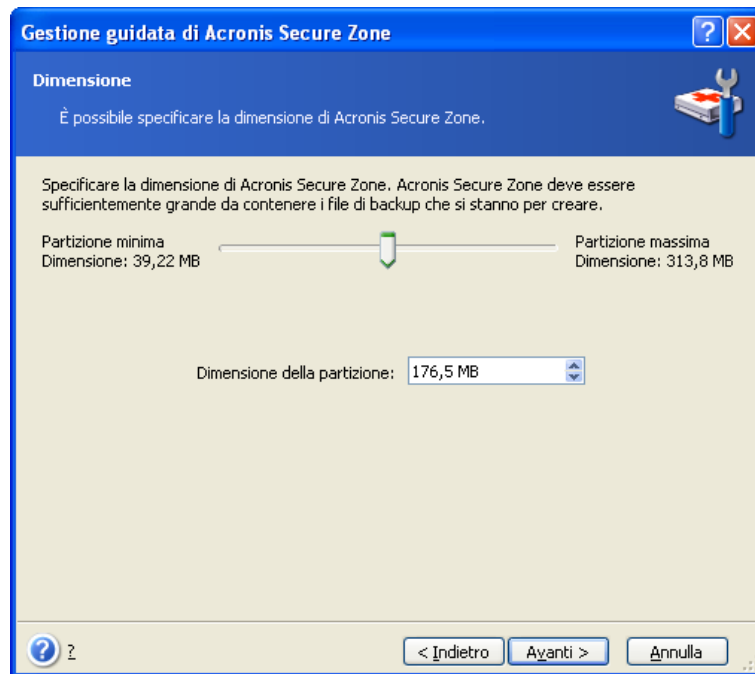 Gestione guidata di Acronis Secure Zone
Dimensione
È possibile specificare la dimensione di Acronis Secure Zone.
Specificare la dimensione di Acronis Secure Zone. Acronis Secure Zone deve essere
sufficientemente grande da contenere i file di backup che si stanno per creare.
Partizione minima
Dimensione: 39,22 MB
Partizione massima
Dimensione: 313,8 MB
Dimensione della partizione: 176,5 MB
?
< Indietro
Avanti >
Annulla